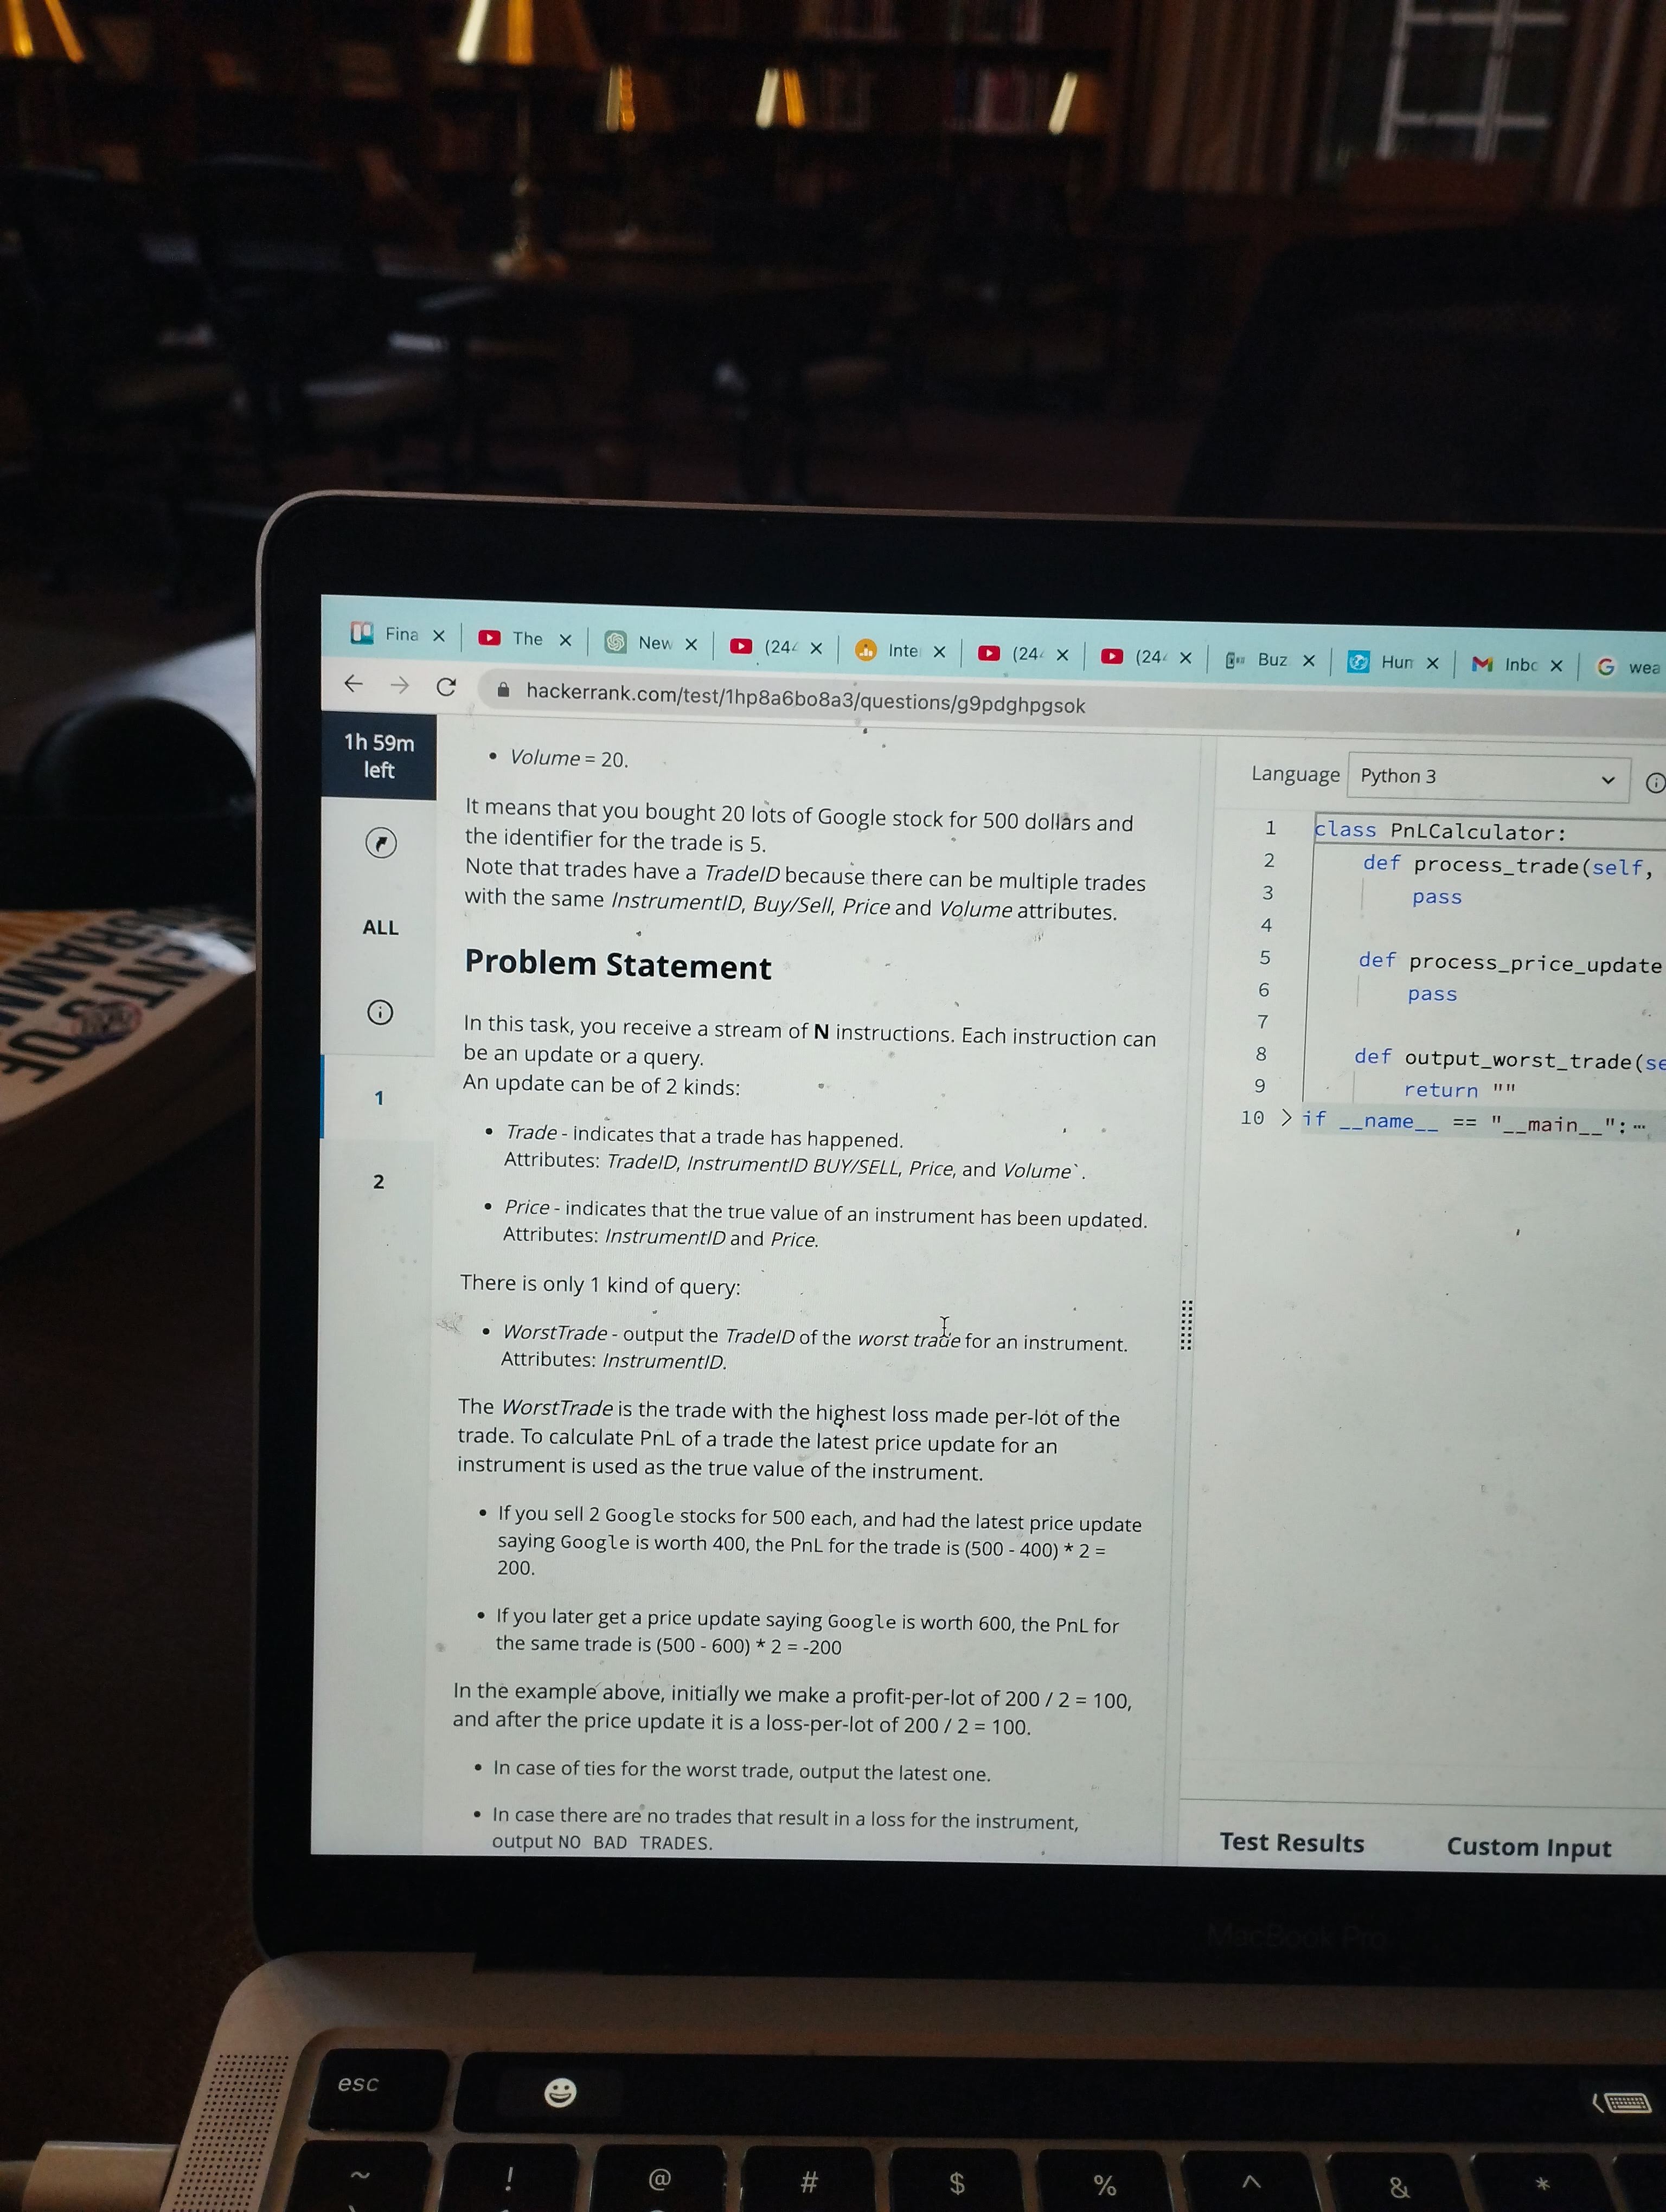 Fina
The
New
(24
Inte
(24
(24
Buz
Hun
Inbc
wea
hackerrank.com/test/1hp8a6bo8a3/questions/g9pdghpgsok
1h 59m
left
ALL
1
2
• Volume = 20.
It means that you bought 20 lots of Google stock for 500 dollars and
the identifier for the trade is 5.
Note that trades have a TradeID because there can be multiple trades
with the same InstrumentID, Buy/Sell, Price and Volume attributes.
Problem Statement
In this task, you receive a stream of N instructions. Each instruction can
be an update or a query.
An update can be of 2 kinds:
• Trade - indicates that a trade has happened.
Attributes: TradeID, InstrumentID BUY/SELL, Price, and Volume`.
• Price - indicates that the true value of an instrument has been updated.
Attributes: InstrumentID and Price.
There is only 1 kind of query:
• WorstTrade - output the TradeID of the worst trade for an instrument.
Attributes: InstrumentID.
The WorstTrade is the trade with the highest loss made per-lot of the
trade. To calculate PnL of a trade the latest price update for an
instrument is used as the true value of the instrument.
• If you sell 2 Google stocks for 500 each, and had the latest price update
saying Google is worth 400, the PnL for the trade is (500 - 400) * 2 =
200.
• If you later get a price update saying Google is worth 600, the PnL for
the same trade is (500 - 600) * 2 = -200
In the example above, initially we make a profit-per-lot of 200 / 2 = 100,
and after the price update it is a loss-per-lot of 200 / 2 = 100.
• In case of ties for the worst trade, output the latest one.
• In case there are no trades that result in a loss for the instrument,
output NO BAD TRADES.
Language Python 3
1 class PnLCalculator:
2 def process_trade(self,
3 pass
4
5 def process_price_update
6 pass
7
8 def output_worst_trade(se
9 return ""
10 > if __name__ == "__main__":…
Test Results Custom Input
MacBook Pro
esc
~ ! @ # $ % ^ & *